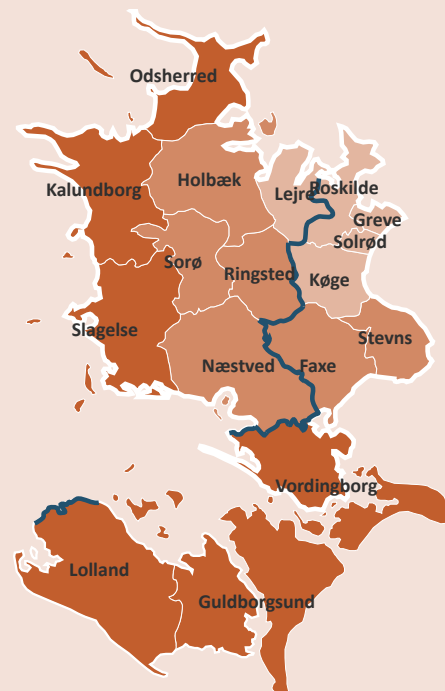 Odsherred
Kalundborg
Holbæk
Lejre
Roskilde
Greve
Solrød
Sorø
Ringsted
Køge
Slagelse
Næstved
Faxe
Stevns
Vordingborg
Lolland
Guldborgsund